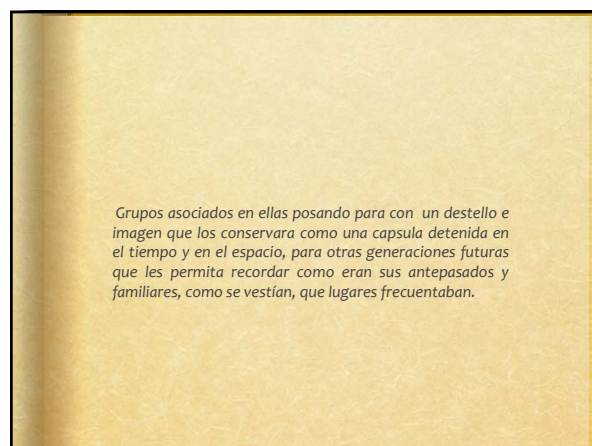 Grupos asociados en ellas posando para con un destello e
imagen que los conservara como una capsula detenida en
el tiempo y en el espacio, para otras generaciones futuras
que les permita recordar como eran sus antepasados y
familiares, como se vestían, que lugares frecuentaban.